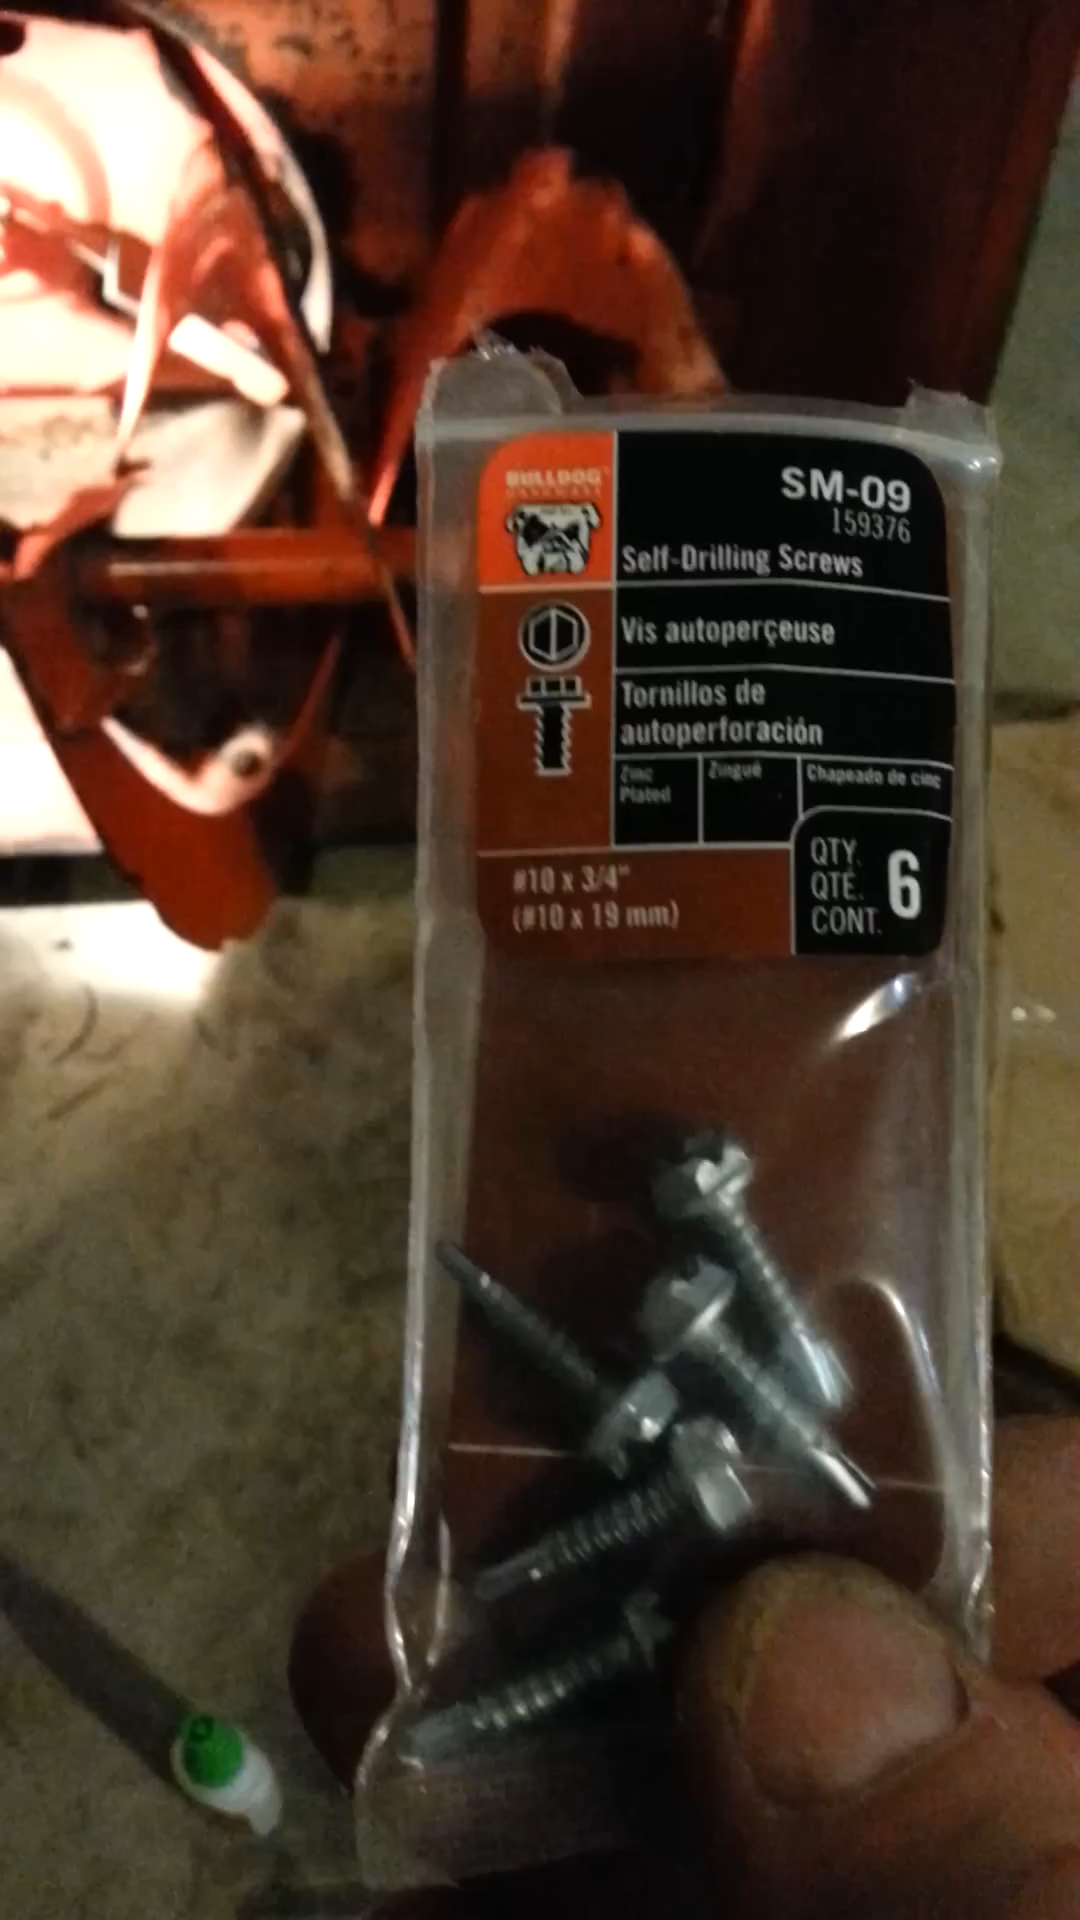 BULLDOG
HARDWARE
SM-09
159376
Self-Drilling Screws
Vis autoperçeuse
Tornillos de
autoperforación
Zinc
Plated
Zingué
Chapeado de cinc
#10 x 3/4"
(#10 x 19 mm)
QTY.
QTÉ.
CONT.
6